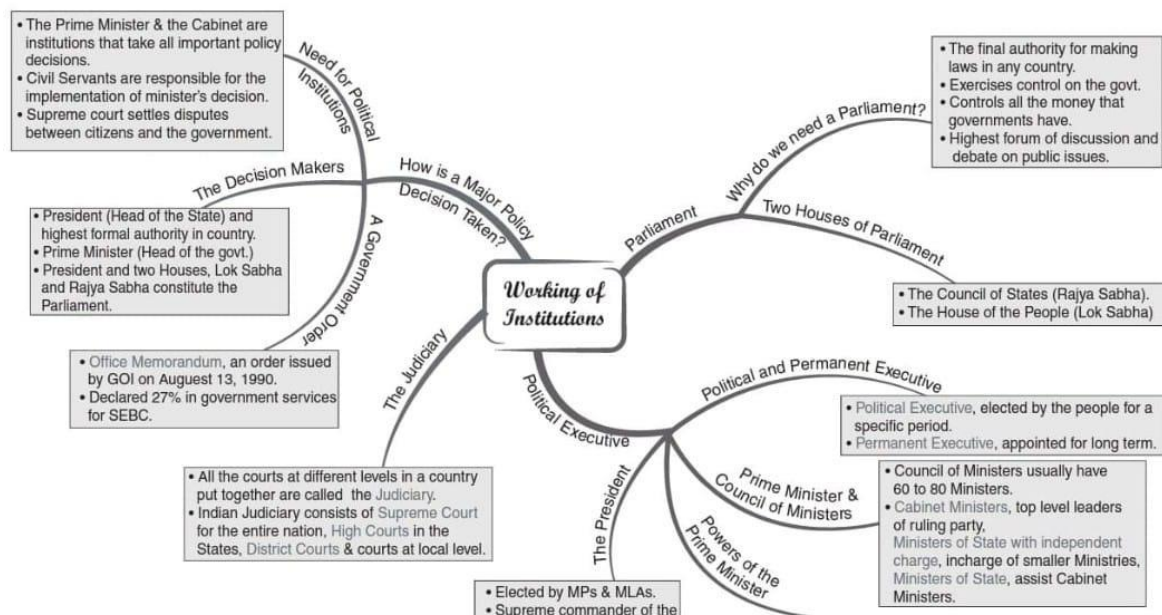 • The Prime Minister & the Cabinet are
institutions that take all important policy
decisions.
• Civil Servants are responsible for the
implementation of minister's decision.
• Supreme court settles disputes
between citizens and the government.
Need for Political
Institutions
The Decision Makers
• President (Head of the State) and
highest formal authority in country.
• Prime Minister (Head of the govt.)
• President and two Houses, Lok Sabha
and Rajya Sabha constitute the
Parliament.
A Government Order
• Office Memorandum, an order issued
by GOI on Auguest 13, 1990.
• Declared 27% in government services
for SEBC.
How is a Major Policy
Decision Taken?
Working of
Institutions
The Judiciary
• All the courts at different levels in a country
put together are called the Judiciary.
• Indian Judiciary consists of Supreme Court
for the entire nation, High Courts in the
States, District Courts & courts at local level.
Parliament
Why do we need a Parliament?
• The final authority for making
laws in any country.
• Exercises control on the govt.
• Controls all the money that
governments have.
• Highest forum of discussion and
debate on public issues.
Two Houses of Parliament
• The Council of States (Rajya Sabha).
• The House of the People (Lok Sabha)
Political Executive
Political and Permanent Executive
• Political Executive, elected by the people for a
specific period.
• Permanent Executive, appointed for long term.
Prime Minister &
Council of Ministers
• Council of Ministers usually have
60 to 80 Ministers.
• Cabinet Ministers, top level leaders
of ruling party,
Ministers of State with independent
charge, incharge of smaller Ministries,
Ministers of State, assist Cabinet
Ministers.
Powers of the
Prime Minister
The President
• Elected by MPs & MLAs.
• Supreme commander of the